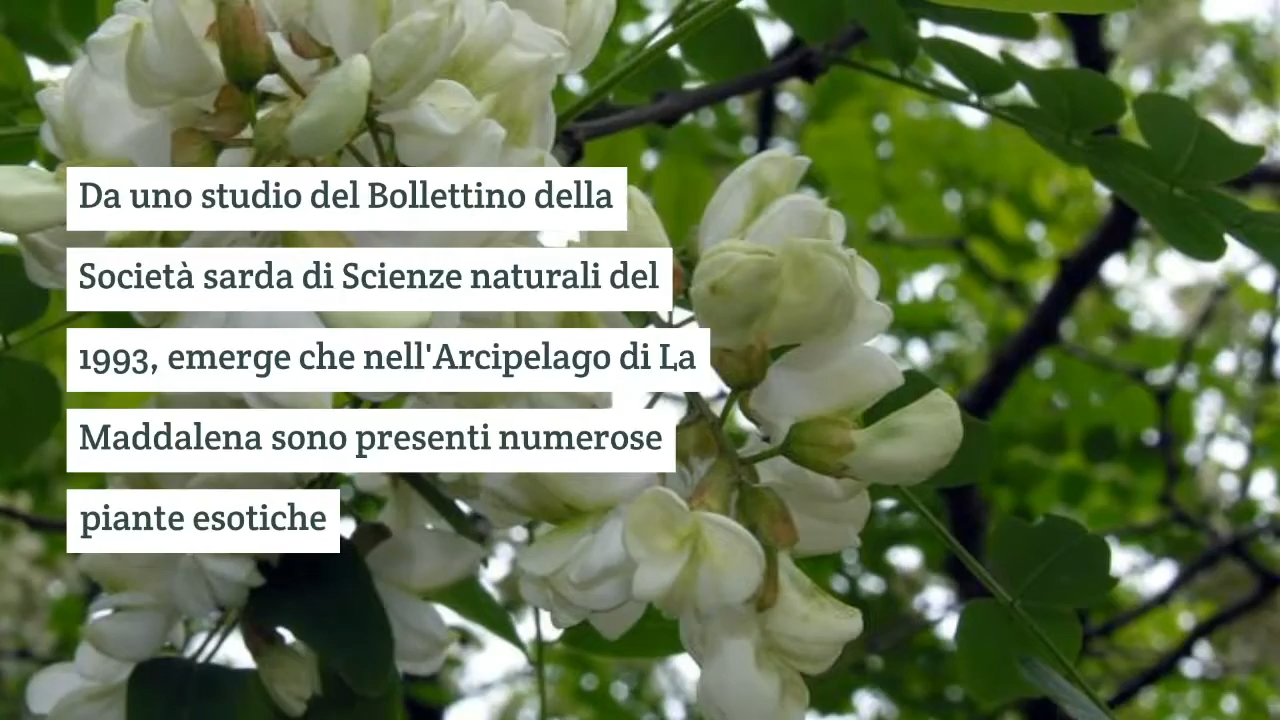 Da uno studio del Bollettino della
Società sarda di Scienze naturali del
1993, emerge che nell'Arcipelago di La
Maddalena sono presenti numerose
piante esotiche